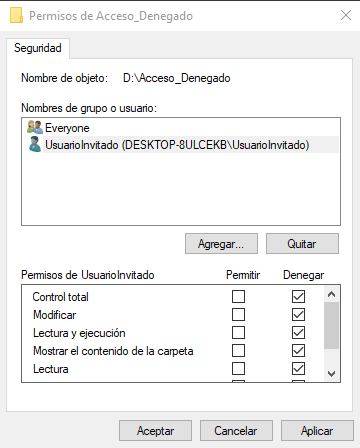 Permisos de Acceso_Denegado
Seguridad
Nombre de objeto: D:\Acceso_Denegado
Nombres de grupo o usuario:
Everyone
UsuarioInvitado (DESKTOP-8ULCEKB\UsuarioInvitado)
Agregar... Quitar
Permisos de UsuarioInvitado Permitir Denegar
Control total
Modificar
Lectura y ejecución
Mostrar el contenido de la carpeta
Lectura
Aceptar Cancelar Aplicar